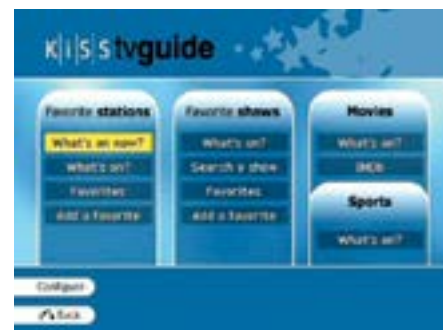 KiSS tvguide
Favorite stations
What's on now?
What's on?
Favorites
Add a favorite
Favorite shows
What's on?
Search a show
Favorites
Add a favorite
Movies
What's on?
IMDb
Sports
What's on?
Configure
Back